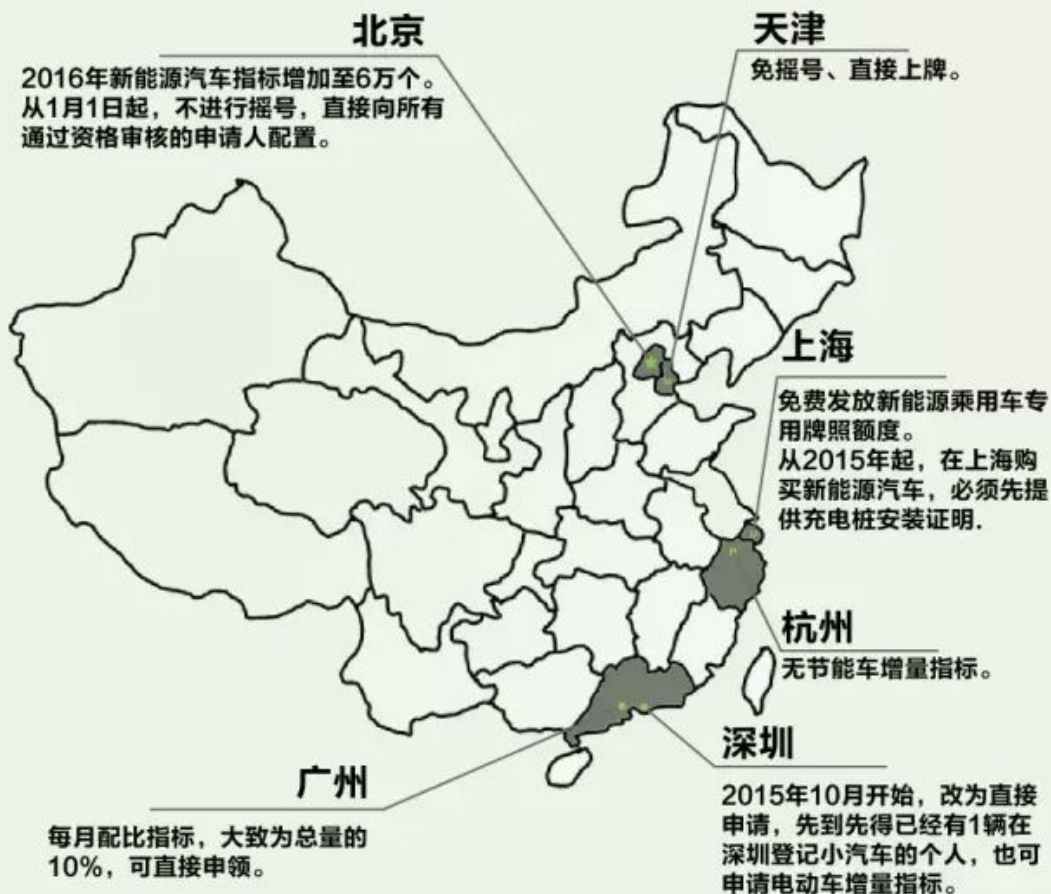 北京
2016年新能源汽车指标增加至6万个。
从1月1日起，不进行摇号，直接向所有
通过资格审核的申请人配置。
天津
免摇号、直接上牌。
上海
免费发放新能源乘用车专
用牌照额度。
从2015年起，在上海购
买新能源汽车，必须先提
供充电桩安装证明.
杭州
无节能车增量指标。
深圳
2015年10月开始，改为直接
申请，先到先得已经有1辆在
深圳登记小汽车的个人，也可
申请电动车增量指标。
广州
每月配比指标，大致为总量的
10%，可直接申领。